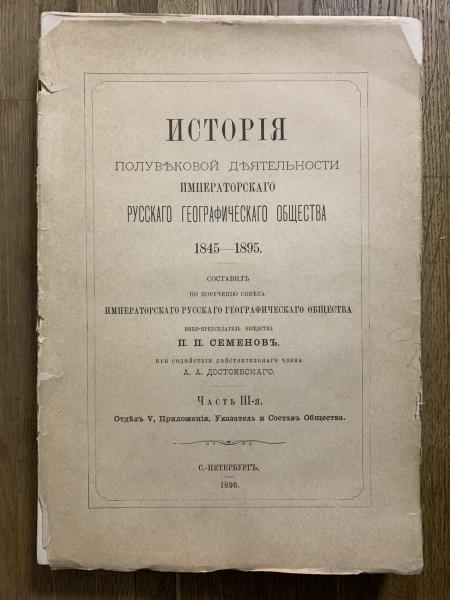 ИСТОРІЯ
ПОЛУВѢКОВОЙ ДѢЯТЕЛЬНОСТИ
ИМПЕРАТОРСКАГО
РУССКАГО ГЕОГРАФИЧЕСКАГО ОБЩЕСТВА
1845—1895.
СОСТАВИЛЪ
ПО ПОРУЧЕНІЮ СОВѢТА
ИМПЕРАТОРСКАГО РУССКАГО ГЕОГРАФИЧЕСКАГО ОБЩЕСТВА
ВИЦЕ-ПРЕДСѢДАТЕЛЬ ОБЩЕСТВА
П. П. СЕМЕНОВЪ,
ПРИ СОДѢЙСТВІИ ДѢЙСТВИТЕЛЬНАГО ЧЛЕНА
А. А. ДОСТОЕВСКАГО.
Часть III-я.
Отдѣлъ V, Приложенія, Указатель и Составъ Общества.
С.-ПЕТЕРБУРГЪ.
1896.